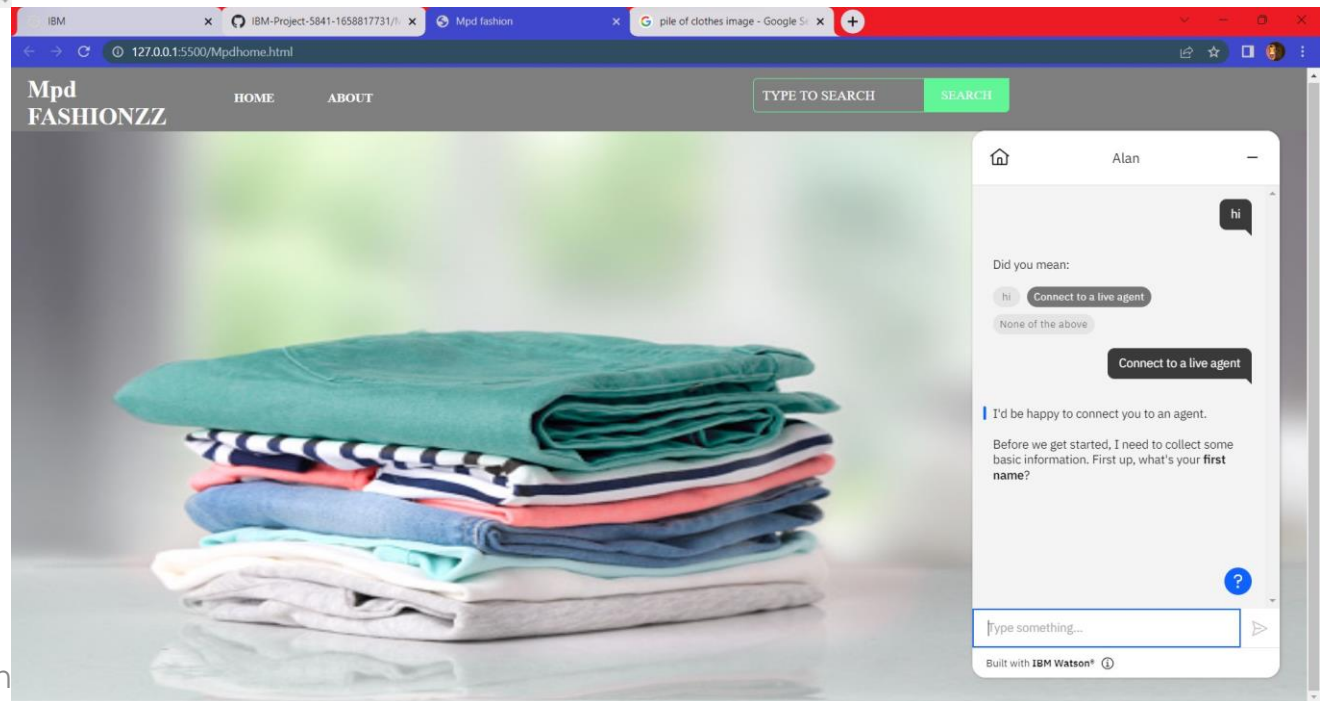 IBM
IBM-Project-5841-1658817731/
Mpd fashion
pile of clothes image - Google Se
127.0.0.1:5500/Mpdhome.html
Mpd
FASHIONZZ
HOME
ABOUT
TYPE TO SEARCH
SEARCH
Alan
hi
Did you mean:
hi
Connect to a live agent
None of the above
Connect to a live agent
I'd be happy to connect you to an agent.
Before we get started, I need to collect some
basic information. First up, what's your first
name?
?
Type something...
Built with IBM Watson®